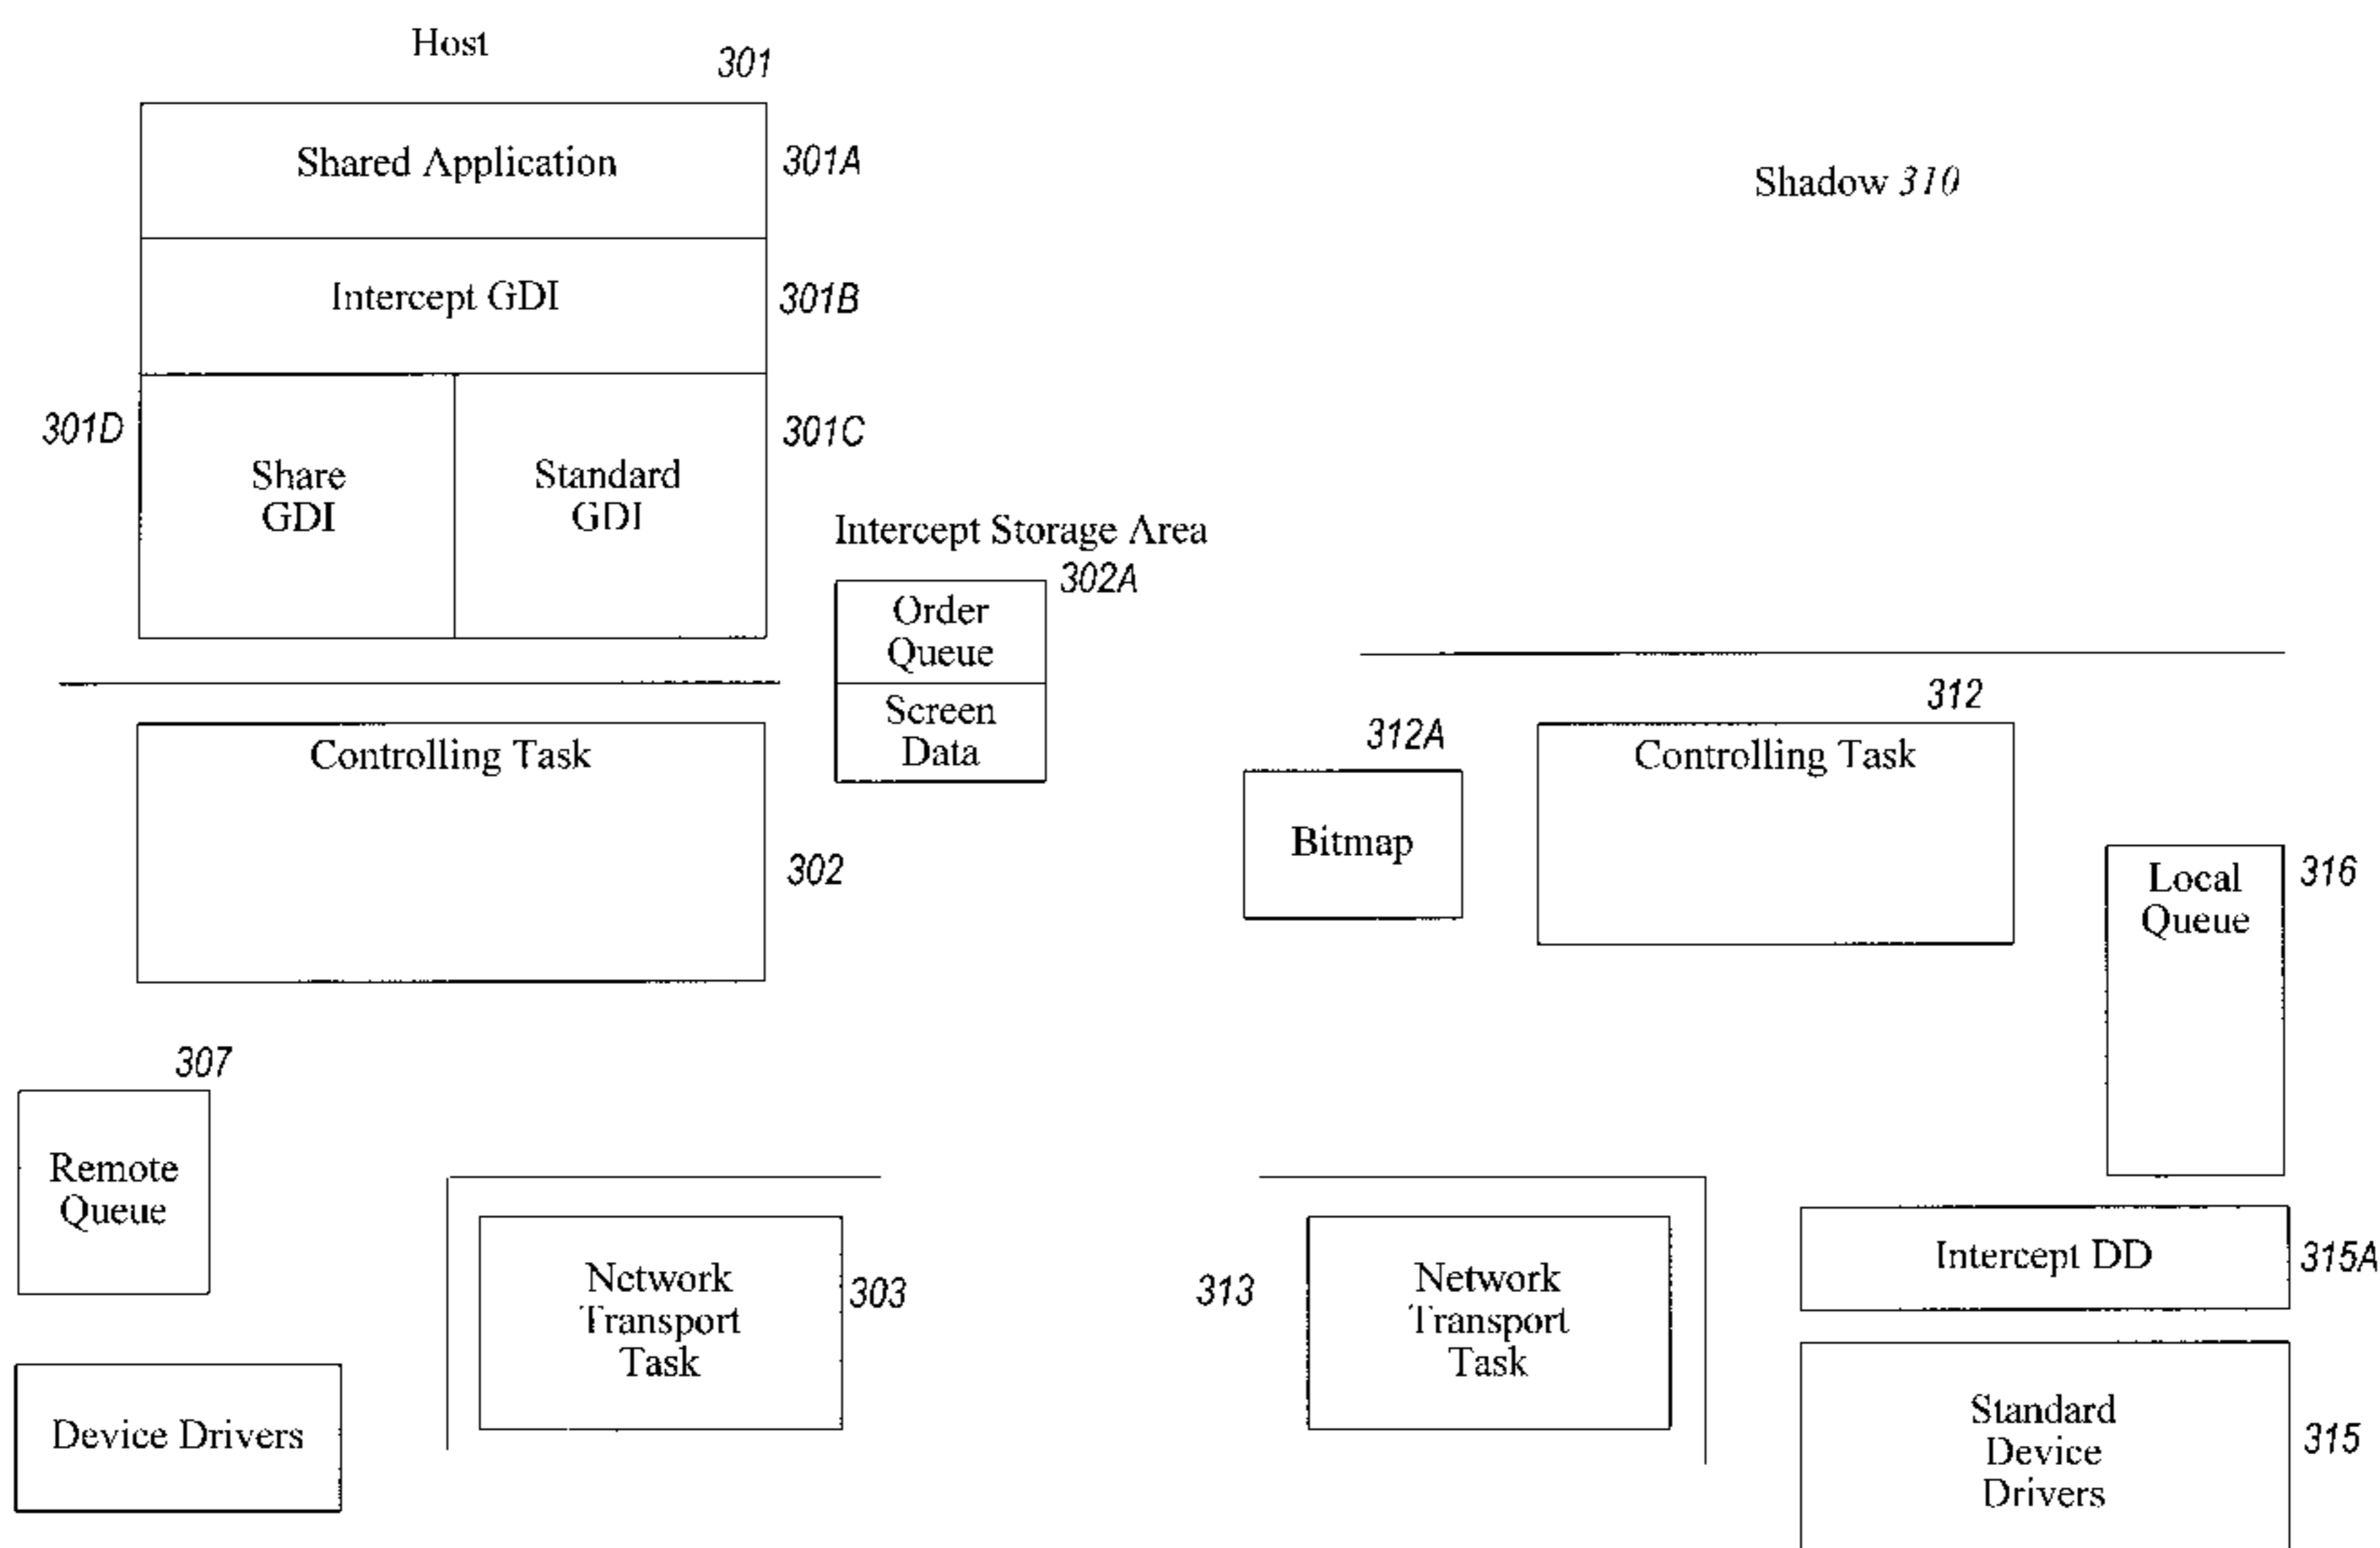 Host
301
Shared Application
301A
Shadow 310
Intercept GDI
301B
301D
301C
Share
GDI
Standard
GDI
Intercept Storage Area
302A
Order
Queue
Screen
Data
Controlling Task
302
312A
Bitmap
312
Controlling Task
Local
Queue
316
307
Remote
Queue
Network
Transport
Task
303
313
Network
Transport
Task
Intercept DD
315A
Device Drivers
Standard
Device
Drivers
315